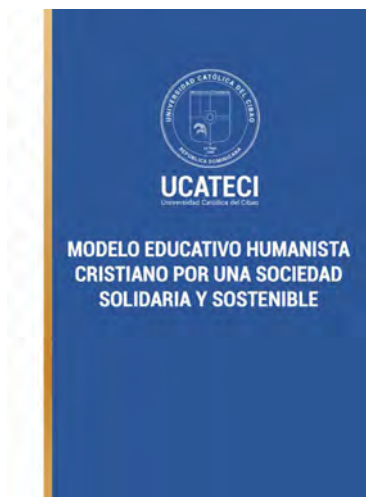 UNIVERSIDAD CATÓLICA DEL CIBAO
REPÚBLICA DOMINICANA
UCATECI
Universidad Católica del Cibao
MODELO EDUCATIVO HUMANISTA
CRISTIANO POR UNA SOCIEDAD
SOLIDARIA Y SOSTENIBLE